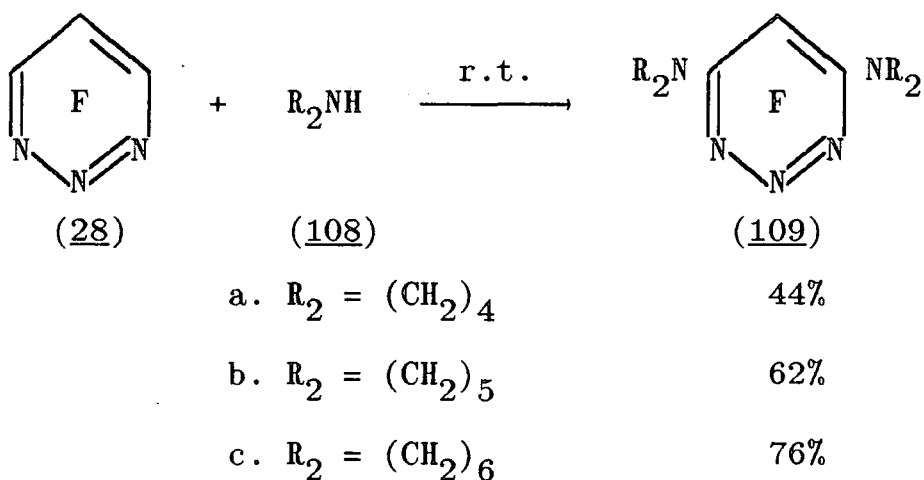 F + R₂NH r.t. R₂N F NR₂
N N N N N N
(28) (108) (109)
a. R₂ = (CH₂)₄ 44%
b. R₂ = (CH₂)₅ 62%
c. R₂ = (CH₂)₆ 76%